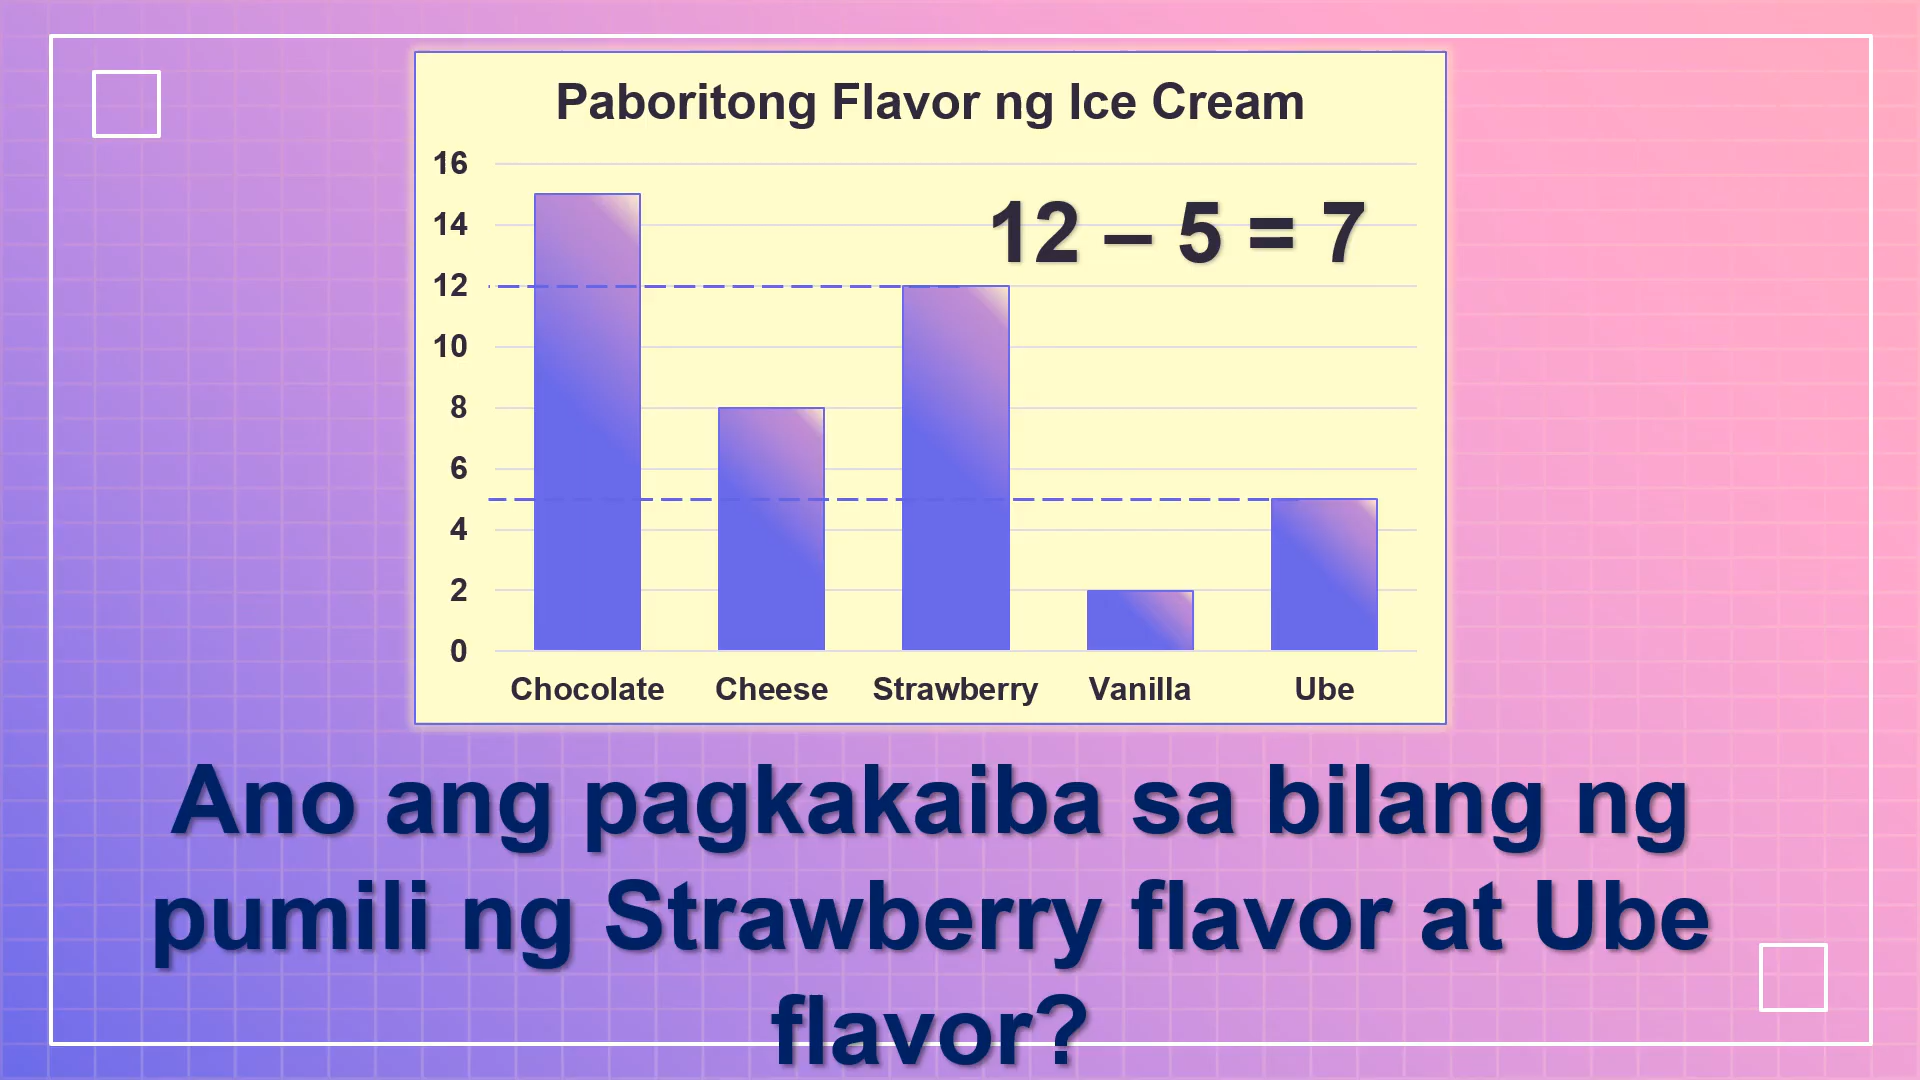 Paboritong Flavor ng Ice Cream
16
14
12 – 5 = 7
12
10
8
6
4
2
0
Chocolate Cheese Strawberry Vanilla Ube
Ano ang pagkakaiba sa bilang ng
pumili ng Strawberry flavor at Ube
flavor?